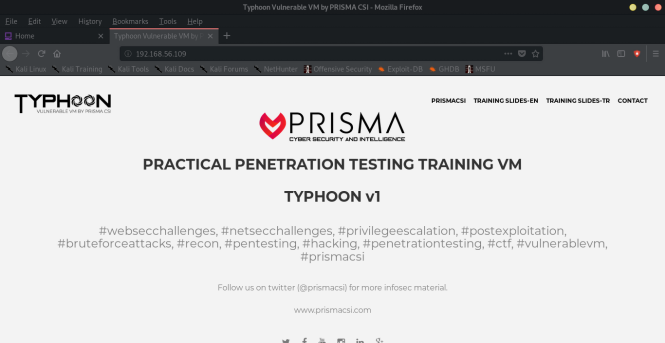 Typhoon Vulnerable VM by PRISMA CSI - Mozilla Firefox
File Edit View History Bookmarks Tools Help
Home
Typhoon Vulnerable VM by
192.168.56.109
Kali Linux Kali Training Kali Tools Kali Docs Kali Forums NetHunter Offensive Security Exploit-DB GHDB MSFU
TYPHOON
VULNERABLE VM BY PRISMA CSI
PRISMACSI TRAINING SLIDES-EN TRAINING SLIDES-TR CONTACT
PRISMA
CYBER SECURITY AND INTELLIGENCE
PRACTICAL PENETRATION TESTING TRAINING VM
TYPHOON v1
#websecchallenges, #netsecchallenges, #privilegeescalation, #postexploitation,
#bruteforceattacks, #recon, #pentesting, #hacking, #penetrationtesting, #ctf, #vulnerablevm,
#prismacsi
Follow us on twitter (@prismacsi) for more infosec material.
www.prismacsi.com